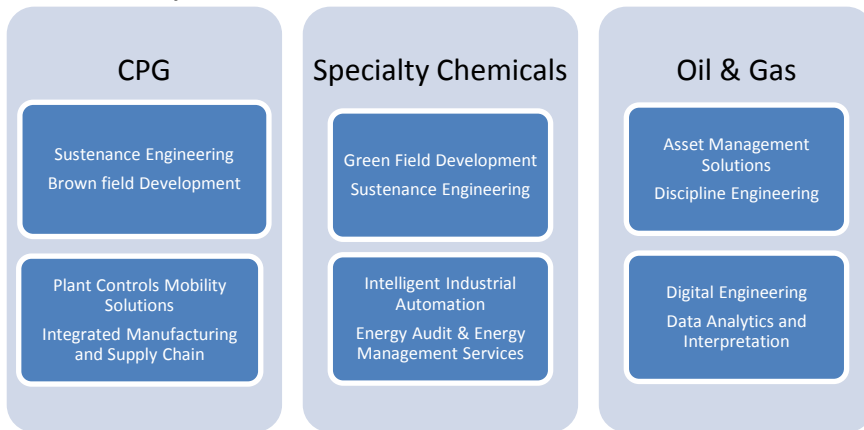 CPG
Sustenance Engineering
Brown field Development
Plant Controls Mobility
Solutions
Integrated Manufacturing
and Supply Chain
Specialty Chemicals
Green Field Development
Sustenance Engineering
Intelligent Industrial
Automation
Energy Audit & Energy
Management Services
Oil & Gas
Asset Management
Solutions
Discipline Engineering
Digital Engineering
Data Analytics and
Interpretation